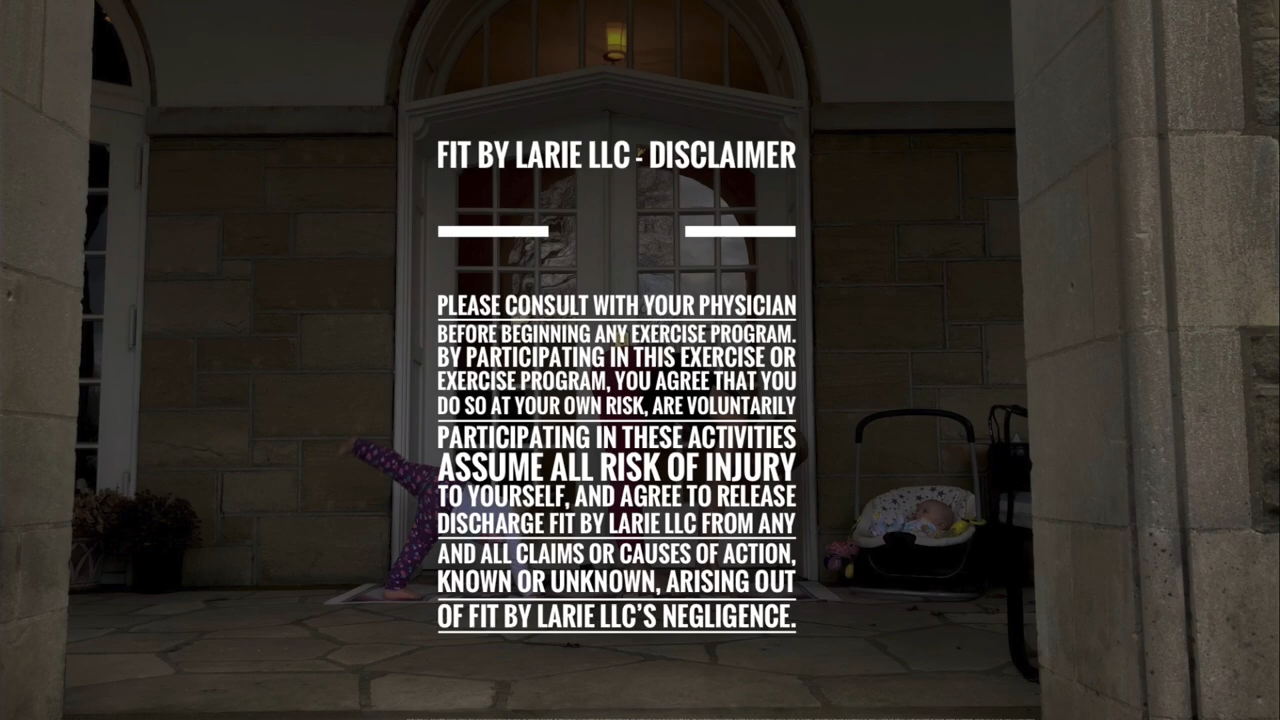 FIT BY LARIE LLC - DISCLAIMER
PLEASE CONSULT WITH YOUR PHYSICIAN
BEFORE BEGINNING ANY EXERCISE PROGRAM.
BY PARTICIPATING IN THIS EXERCISE OR
EXERCISE PROGRAM, YOU AGREE THAT YOU
DO SO AT YOUR OWN RISK, ARE VOLUNTARILY
PARTICIPATING IN THESE ACTIVITIES
ASSUME ALL RISK OF INJURY
TO YOURSELF, AND AGREE TO RELEASE
DISCHARGE FIT BY LARIE LLC FROM ANY
AND ALL CLAIMS OR CAUSES OF ACTION,
KNOWN OR UNKNOWN, ARISING OUT
OF FIT BY LARIE LLC’S NEGLIGENCE.